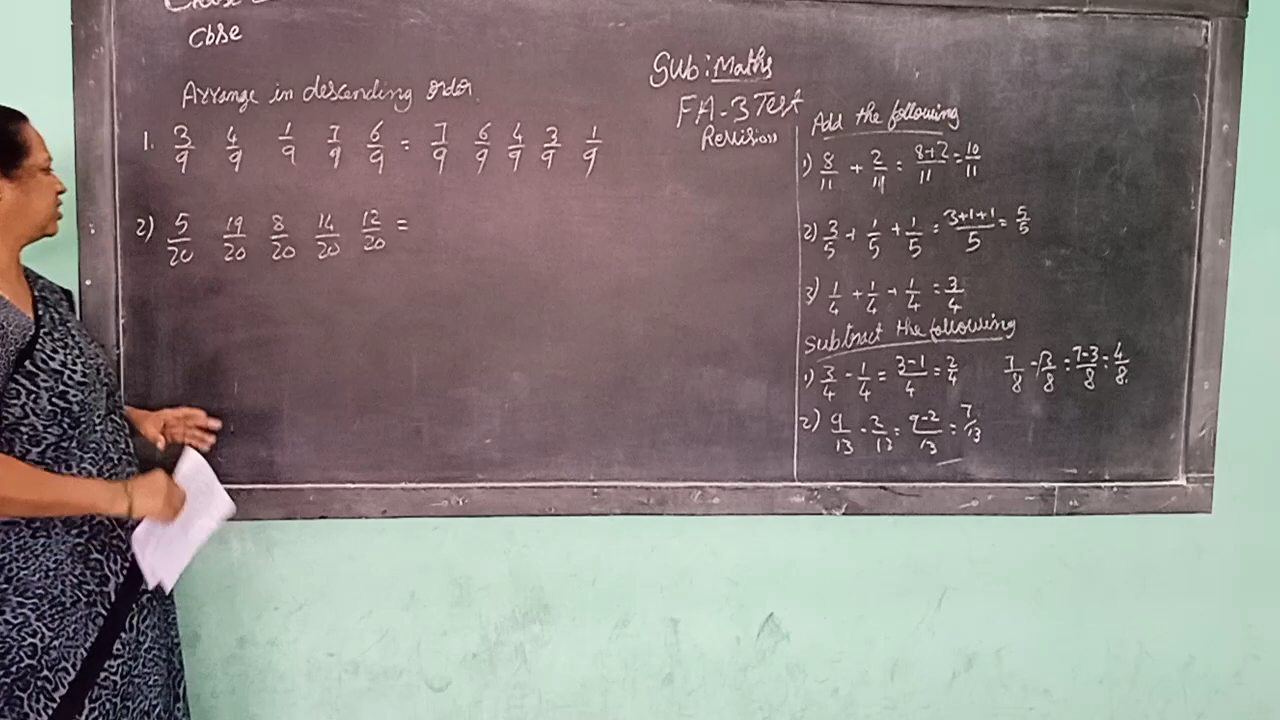 cbse
Arrange in descending order.
1. 3/9 4/9 1/9 7/9 6/9 = 7/9 6/9 4/9 3/9 1/9
2) 5/20 19/20 8/20 14/20 12/20 =
Sub: Maths
FA-3 Test
Revision
Add the following
1) 8/11 + 2/11 = 8+2/11 = 10/11
2) 3/5 + 1/5 + 1/5 = 3+1+1/5 = 5/5
3) 1/4 + 1/4 + 1/4 = 3/4
Subtract the following
1) 3/4 - 1/4 = 3-1/4 = 2/4 7/8 - 3/8 = 7-3/8 = 4/8
2) 9/13 - 2/13 = 9-2/13 = 7/13